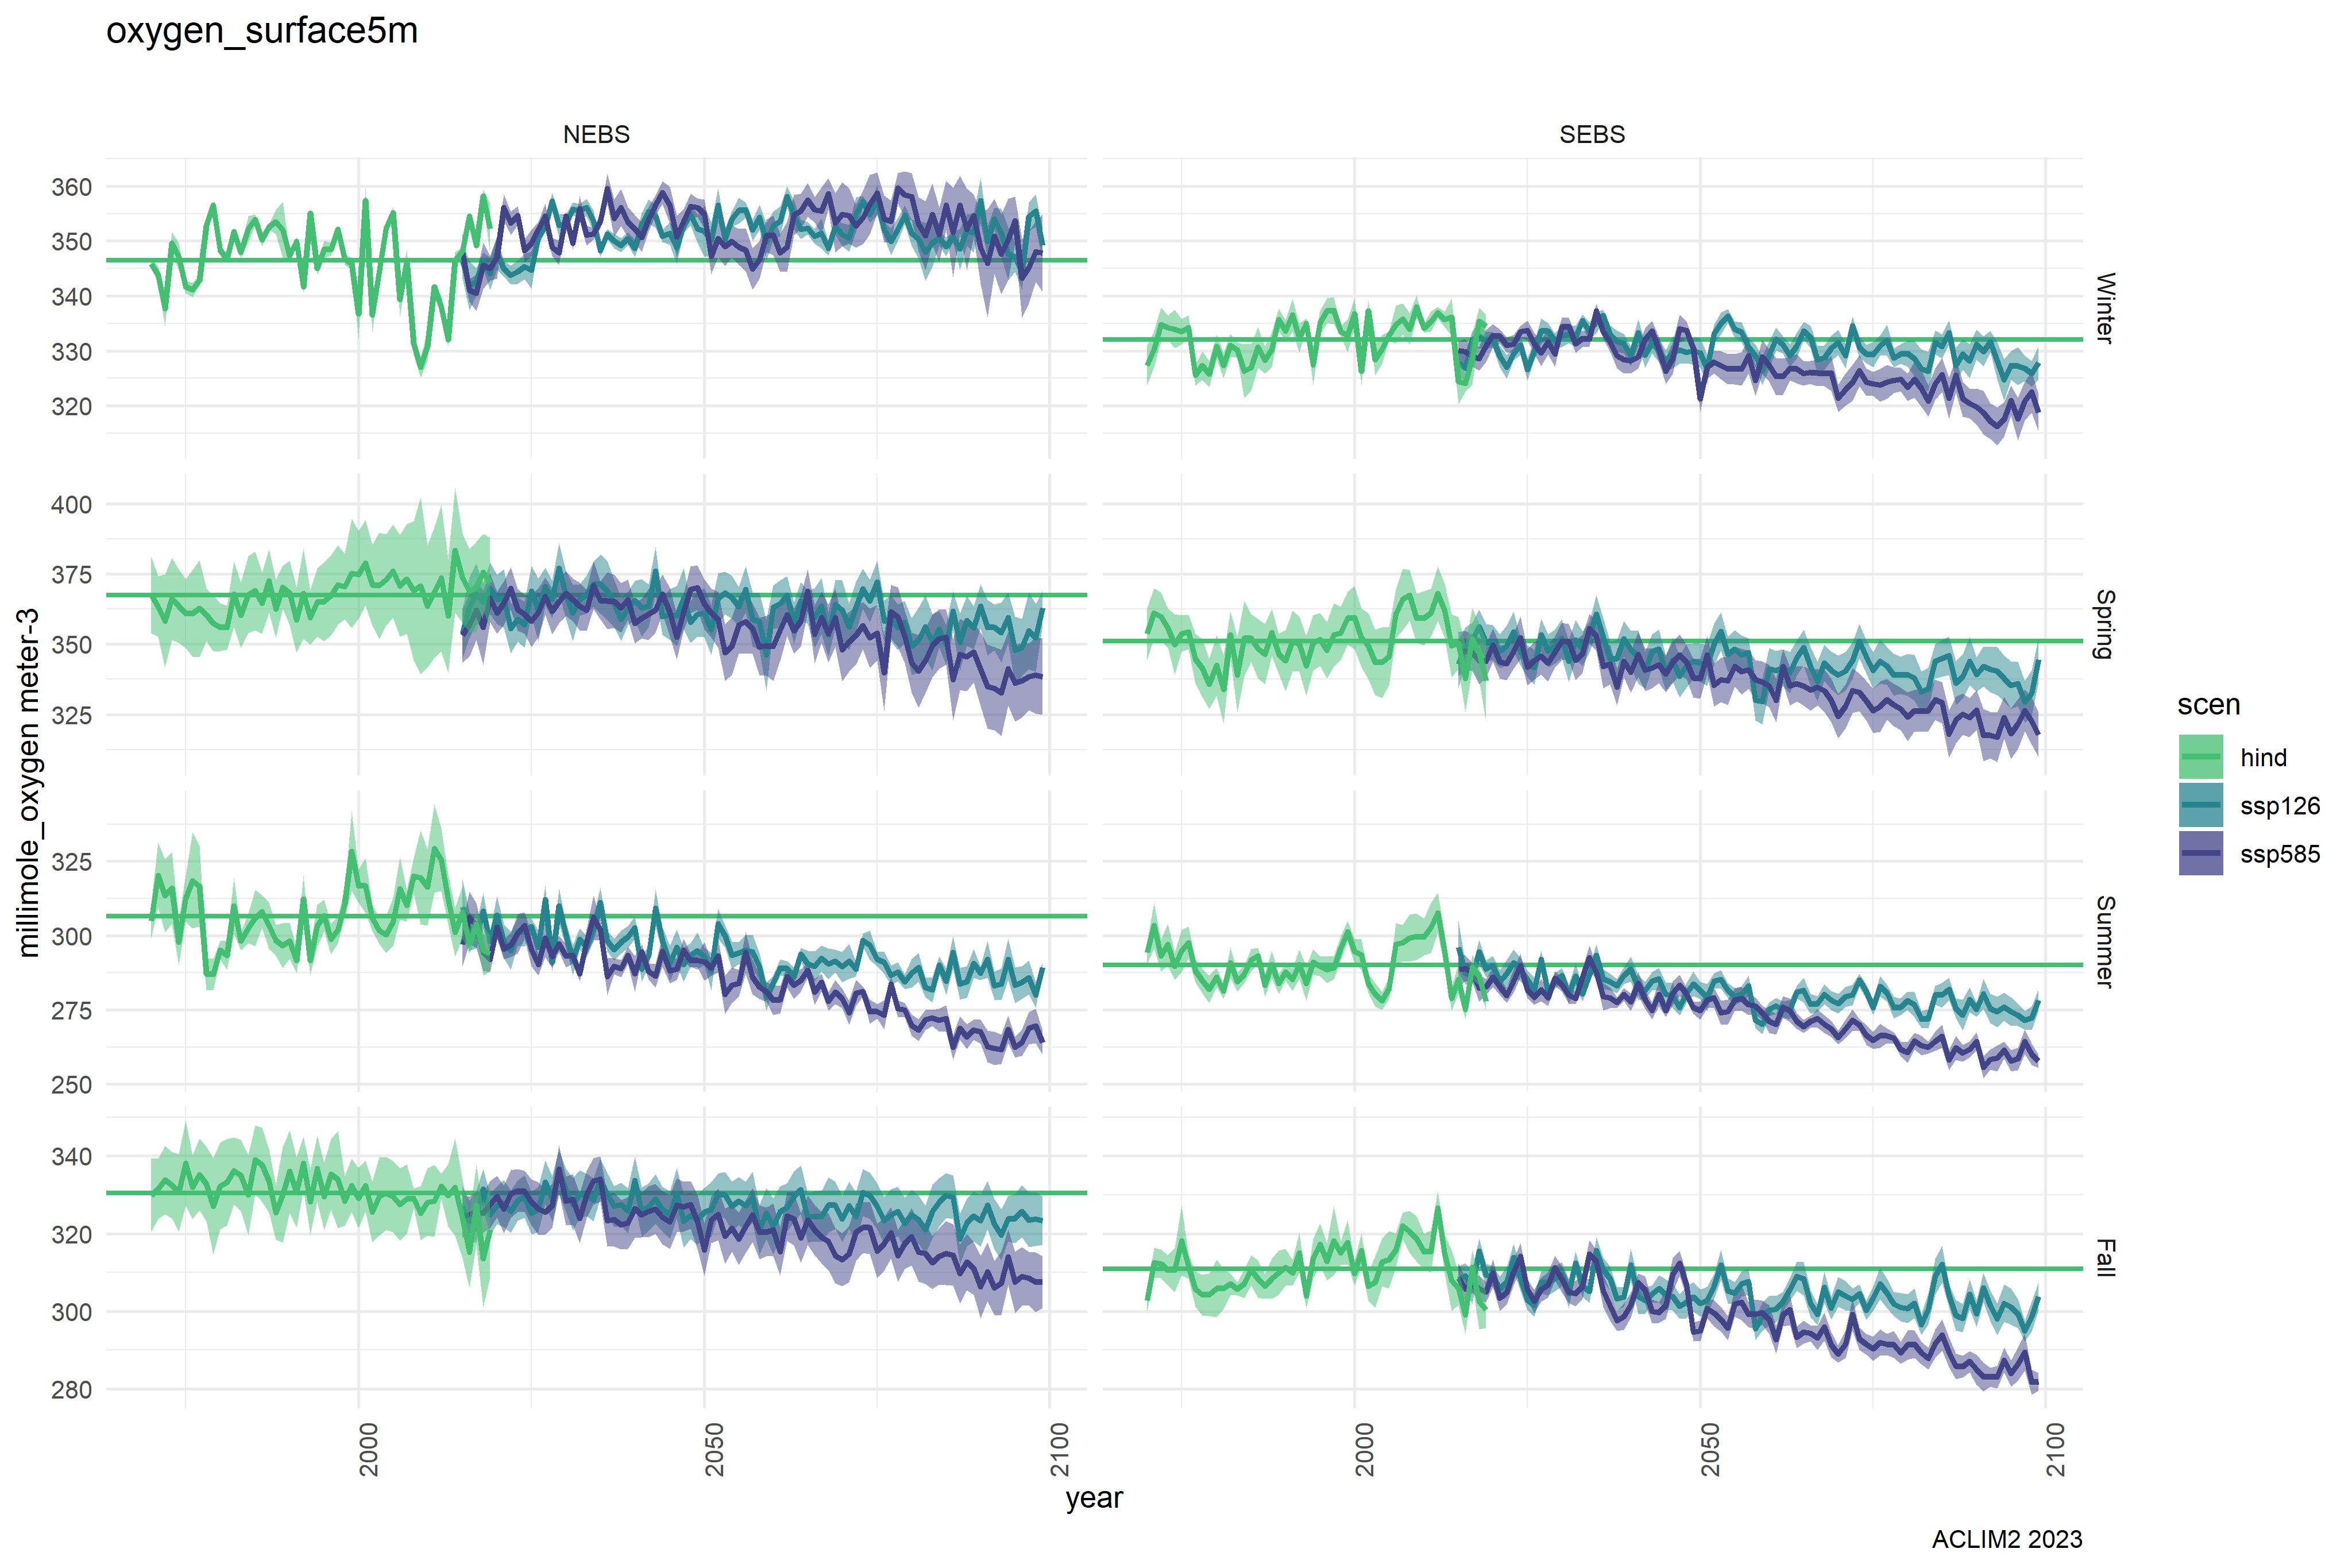 oxygen_surface5m
NEBS
SEBS
360
350
340
330
320
Winter
400
375
350
325
Spring
325
300
275
250
Summer
340
320
300
280
Fall
millimole_oxygen meter-3
2000
2050
2100
2000
2050
2100
year
scen
hind
ssp126
ssp585
ACLIM2 2023